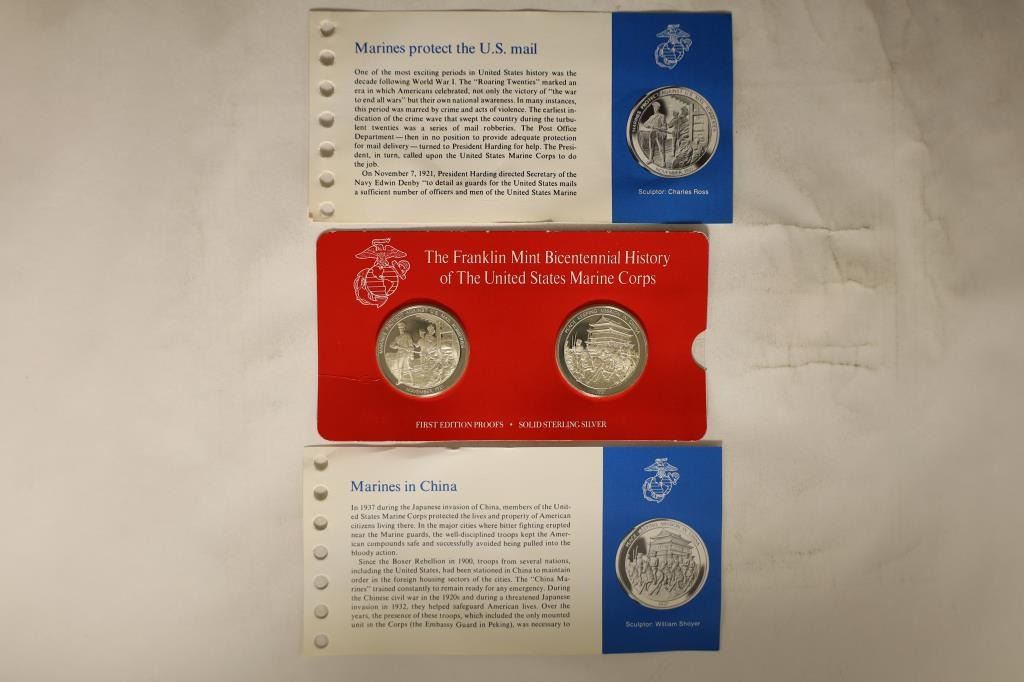 Marines protect the U.S. mail
One of the most exciting periods in United States history was the
decade following World War I. The "Roaring Twenties" marked an
era in which Americans celebrated, not only the victory of "the war
to end all wars" but their own national awareness. In many instances,
this period was marred by crime and acts of violence. The earliest in-
dication of the crime wave that swept the country during the turbu-
lent twenties was a series of mail robberies. The Post Office
Department—then in no position to provide adequate protection
for mail delivery—turned to President Harding for help. The Presi-
dent, in turn, called upon the United States Marine Corps to do
the job.
On November 7, 1921, President Harding directed Secretary of the
Navy Edwin Denby "to detail as guards for the United States mails
a sufficient number of officers and men of the United States Marine
Sculptor: Charles Ross
The Franklin Mint Bicentennial History
of The United States Marine Corps
FIRST EDITION PROOFS • SOLID STERLING SILVER
Marines in China
In 1937 during the Japanese invasion of China, members of the Unit-
ed States Marine Corps protected the lives and property of American
citizens living there. In the major cities where bitter fighting erupted
near the Marine guards, the well-disciplined troops kept the Amer-
ican compounds safe and successfully avoided being pulled into the
bloody action.
Since the Boxer Rebellion in 1900, troops from several nations,
including the United States, had been stationed in China to maintain
order in the foreign housing sectors of the cities. The "China Ma-
rines" trained constantly to remain ready for any emergency. During
the Chinese civil war in the 1920s and during a threatened Japanese
invasion in 1932, they helped safeguard American lives. Over the
years, the presence of these troops, which included the only mounted
unit in the Corps (the Embassy Guard in Peking), was necessary to
Sculptor: William Shoyer